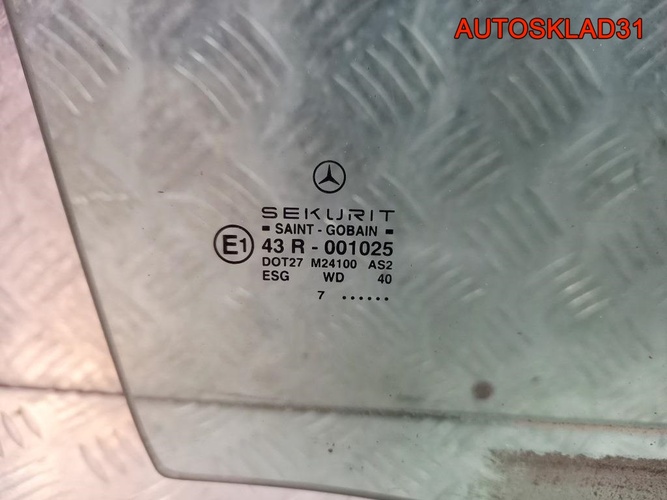 AUTOSKLAD31
SEKURIT
SAINT - GOBAIN
E1 43 R - 001025
DOT27 M24100 AS2
ESG WD 40
7 ......